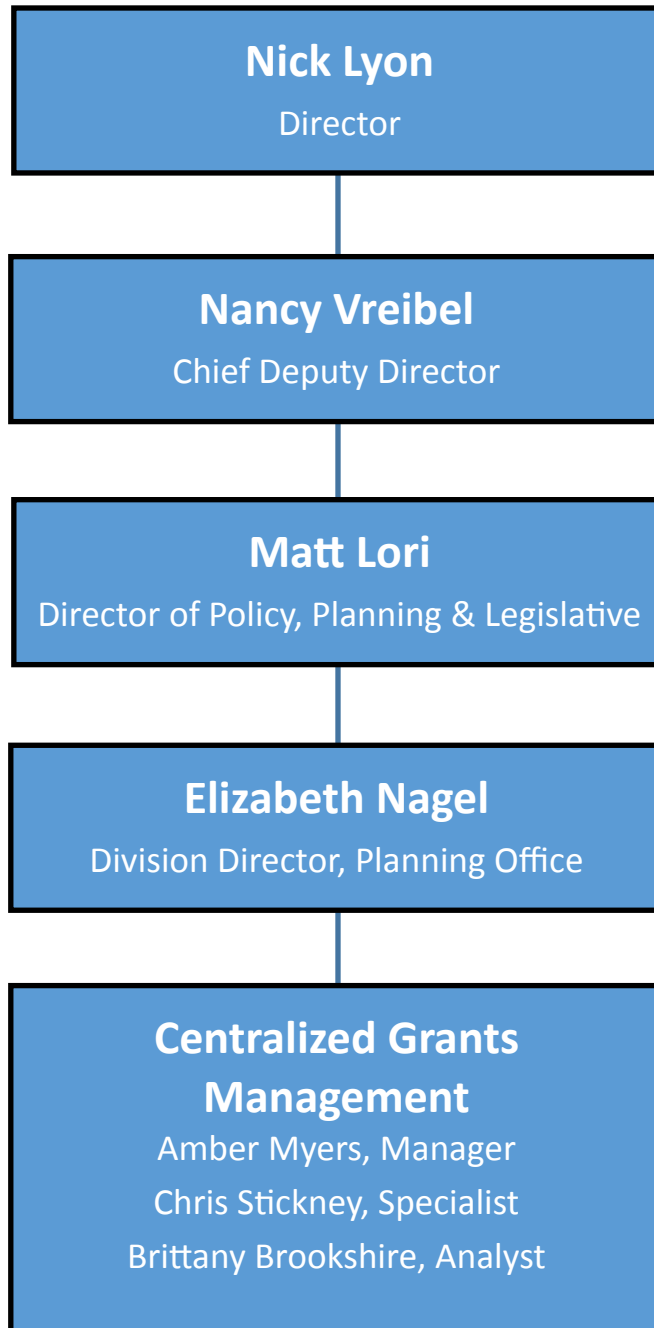 Nick Lyon
Director
Nancy Vreibel
Chief Deputy Director
Matt Lori
Director of Policy, Planning & Legislative
Elizabeth Nagel
Division Director, Planning Office
Centralized Grants
Management
Amber Myers, Manager
Chris Stickney, Specialist
Brittany Brookshire, Analyst